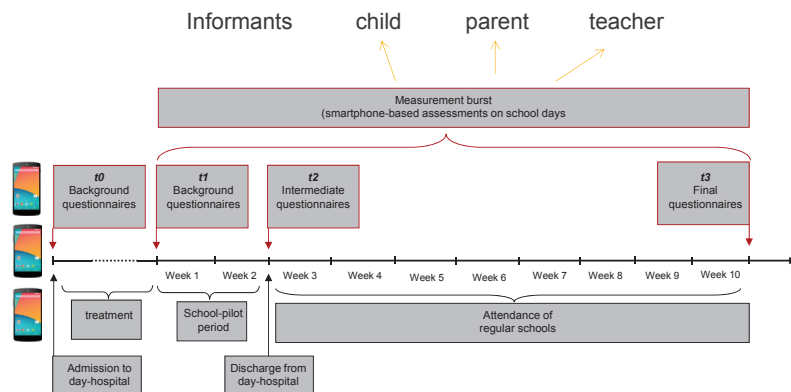 Informants child parent teacher
Measurement burst
(smartphone-based assessments on school days
t0
Background
questionnaires
t1
Background
questionnaires
t2
Intermediate
questionnaires
t3
Final
questionnaires
Week 1 Week 2 Week 3 Week 4 Week 5 Week 6 Week 7 Week 8 Week 9 Week 10
treatment
School-pilot
period
Attendance of
regular schools
Admission to
day-hospital
Discharge from
day-hospital